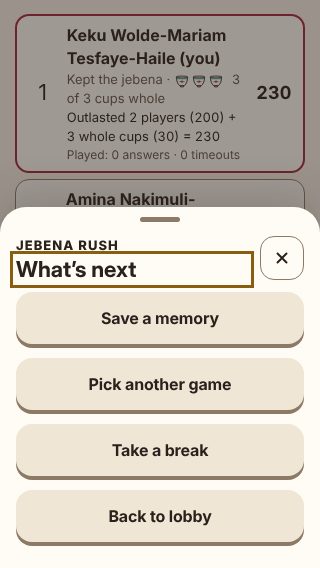 Keku Wolde-Mariam
Tesfaye-Haile (you)
Kept the jebena · 3
of 3 cups whole
1
230
Outlasted 2 players (200) +
3 whole cups (30) = 230
Played: 0 answers · 0 timeouts
Amina Nakimuli-
JEBENA RUSH
What’s next
Save a memory
Pick another game
Take a break
Back to lobby